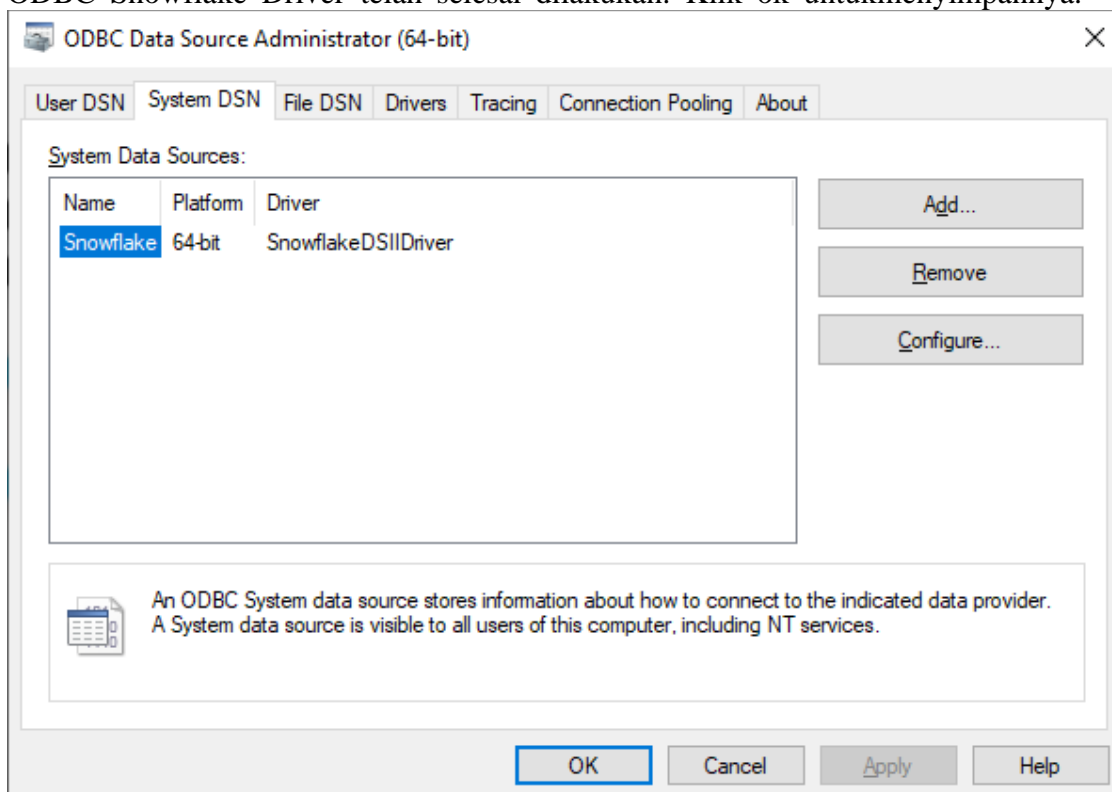 ODBC Snowflake Driver telah selesai dilakukan. Klik ok untukmenyimpannya.
ODBC Data Source Administrator (64-bit)
User DSN System DSN File DSN Drivers Tracing Connection Pooling About
System Data Sources:
Name Platform Driver
Snowflake 64-bit SnowflakeDSIIDriver
Add...
Remove
Configure...
An ODBC System data source stores information about how to connect to the indicated data provider.
A System data source is visible to all users of this computer, including NT services.
OK Cancel Apply Help